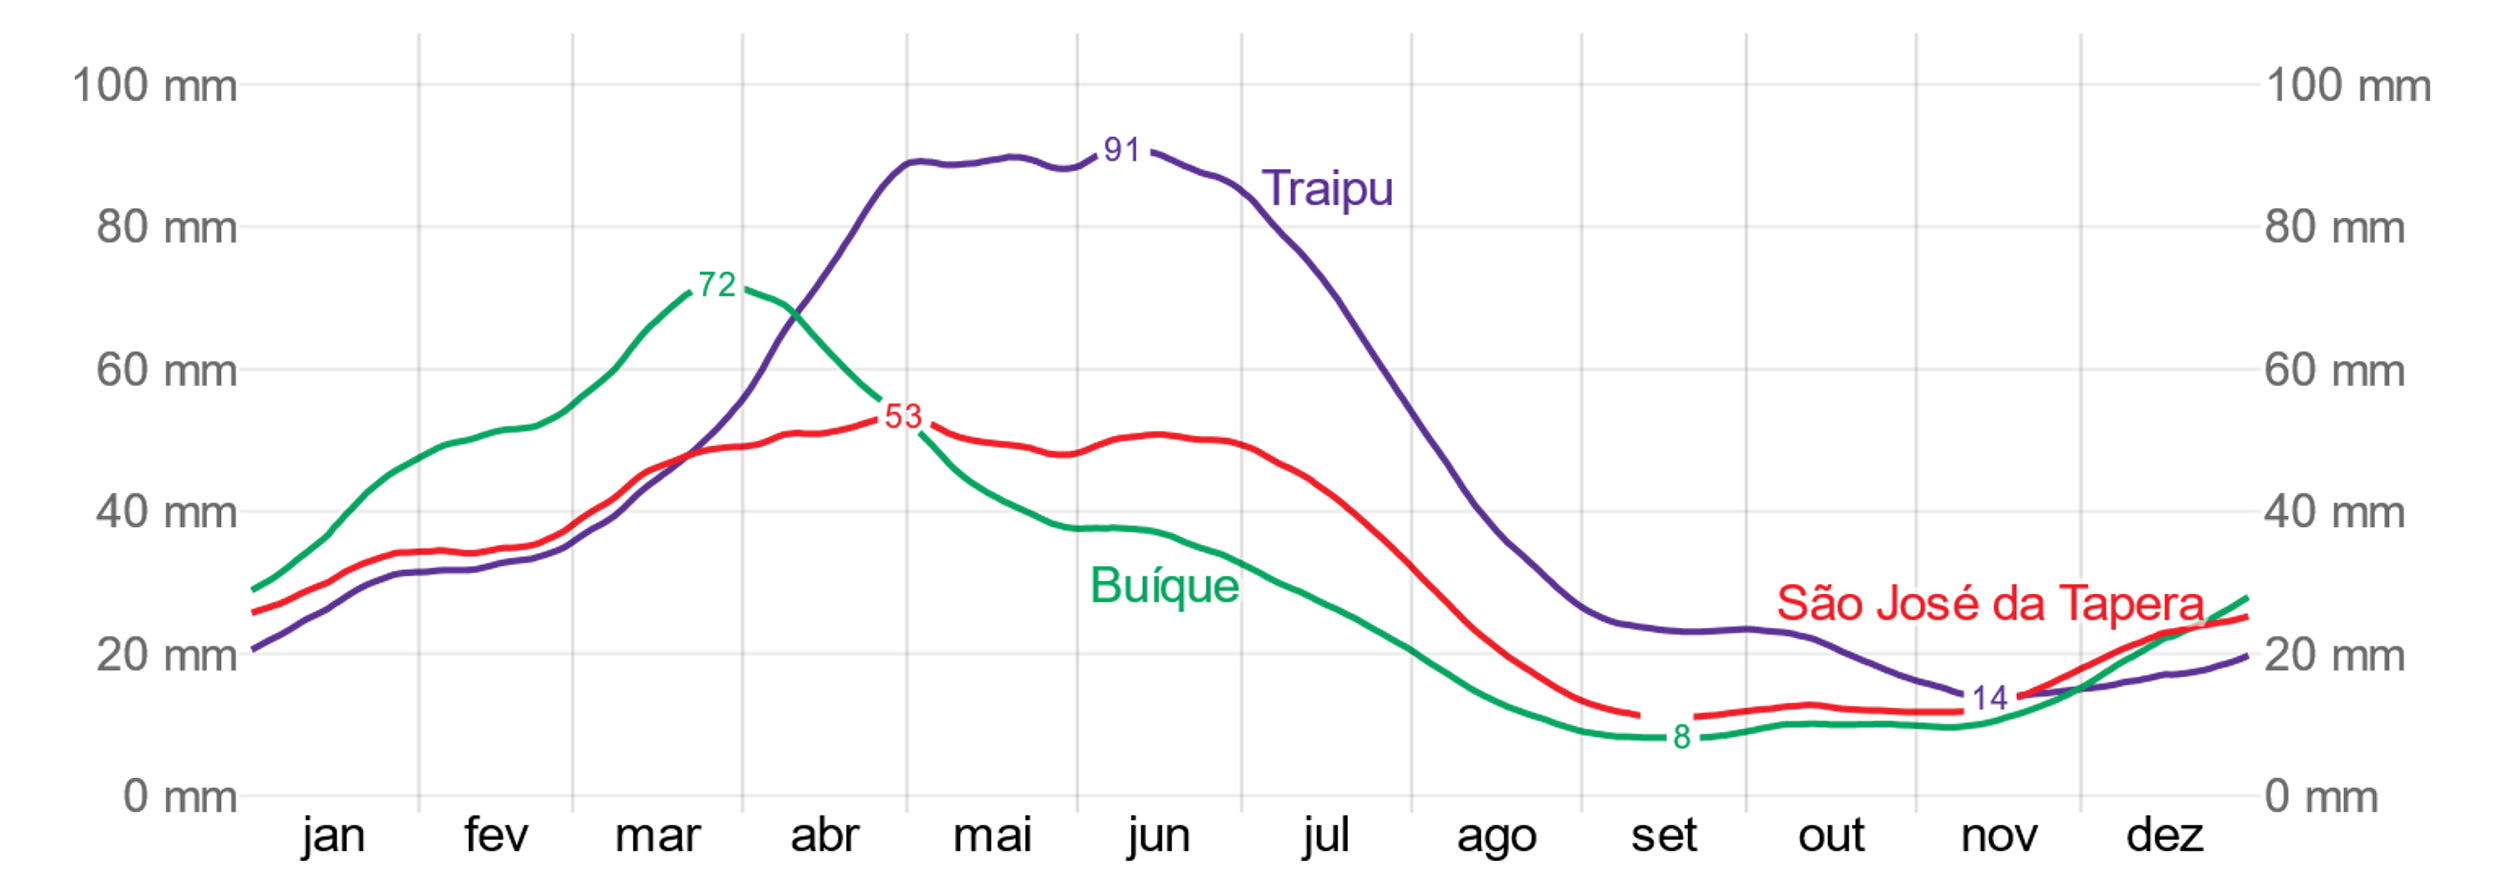 100 mm 100 mm
91
Traipu
80 mm 80 mm
72
60 mm 60 mm
53
40 mm 40 mm
Buíque
São José da Tapera
20 mm 20 mm
14
8
0 mm 0 mm
jan fev mar abr mai jun jul ago set out nov dez